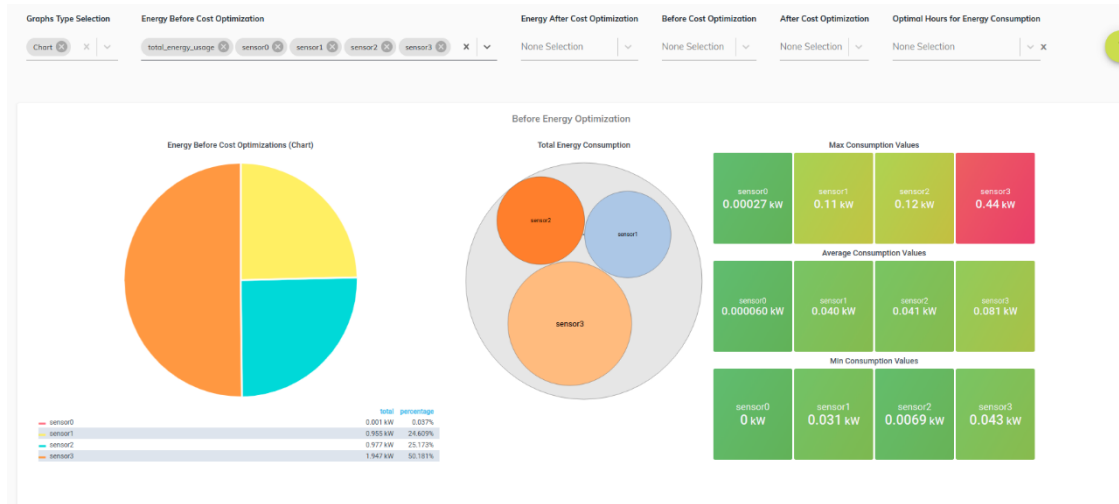 Graphs Type Selection
Energy Before Cost Optimization
Energy After Cost Optimization
Before Cost Optimization
After Cost Optimization
Optimal Hours for Energy Consumption
Chart
total_energy_usage
sensor0
sensor1
sensor2
sensor3
None Selection
None Selection
None Selection
None Selection
Before Energy Optimization
Energy Before Cost Optimizations (Chart)
total percentage
sensor0 0.001 kW 0.037%
sensor1 0.955 kW 24.609%
sensor2 0.977 kW 25.173%
sensor3 1.947 kW 50.181%
Total Energy Consumption
sensor2
sensor1
sensor3
Max Consumption Values
sensor0
0.00027 kW
sensor1
0.11 kW
sensor2
0.12 kW
sensor3
0.44 kW
Average Consumption Values
sensor0
0.000060 kW
sensor1
0.040 kW
sensor2
0.041 kW
sensor3
0.081 kW
Min Consumption Values
sensor0
0 kW
sensor1
0.031 kW
sensor2
0.0069 kW
sensor3
0.043 kW